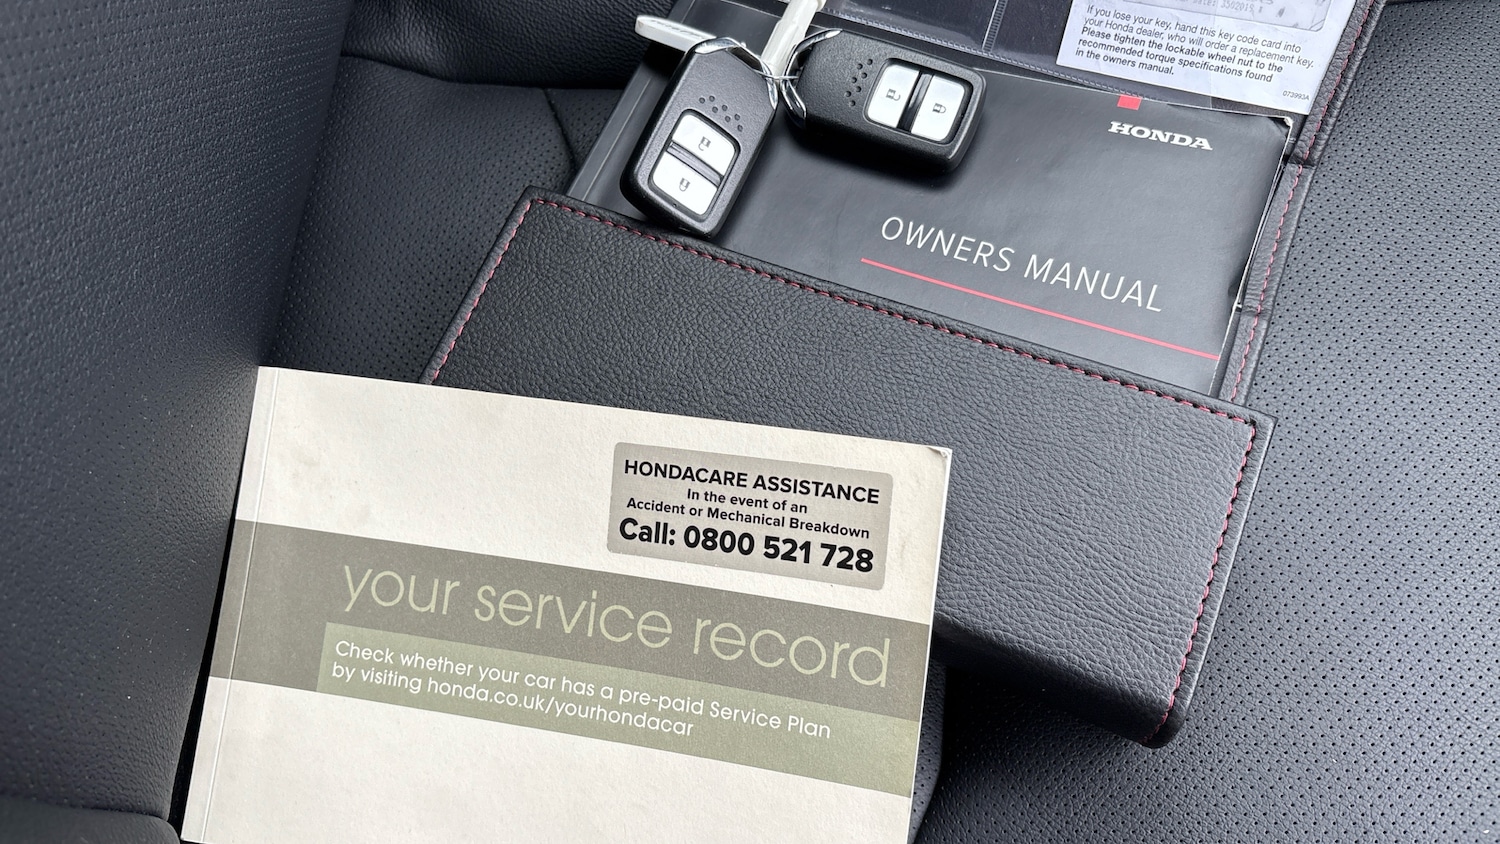 If you lose your key, hand this key code card into
your Honda dealer, who will order a replacement key.
Please tighten the lockable wheel nut to the
recommended torque specifications found
in the owners manual.
073993A
HONDA
OWNERS MANUAL
HONDACARE ASSISTANCE
In the event of an
Accident or Mechanical Breakdown
Call: 0800 521 728
your service record
Check whether your car has a pre-paid Service Plan
by visiting honda.co.uk/yourhondacar